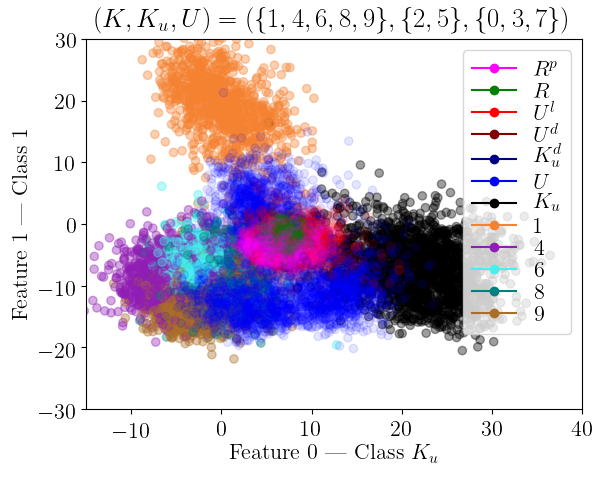 (K, K_u, U) = ({1, 4, 6, 8, 9}, {2, 5}, {0, 3, 7})
30
20
10
0
−10
−20
−30
Feature 1 — Class 1
R^p
R
U^l
U^d
K_u^d
U
K_u
1
4
6
8
9
−10
0
10
20
30
40
Feature 0 — Class K_u